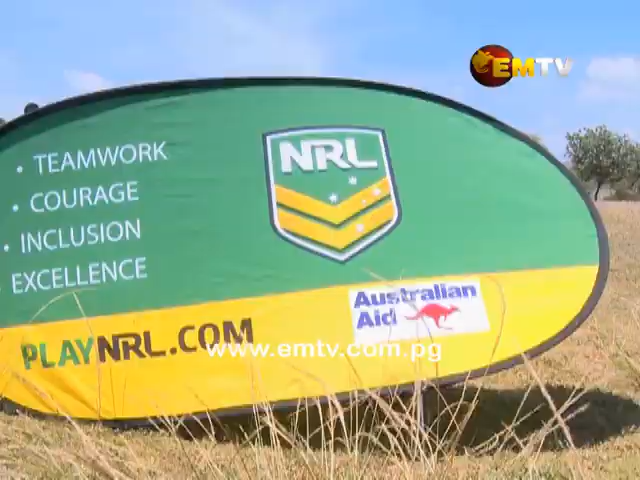 EMTV
• TEAMWORK
• COURAGE
• INCLUSION
• EXCELLENCE
NRL
Australian
Aid
PLAYNRL.COM
www.emtv.com.pg